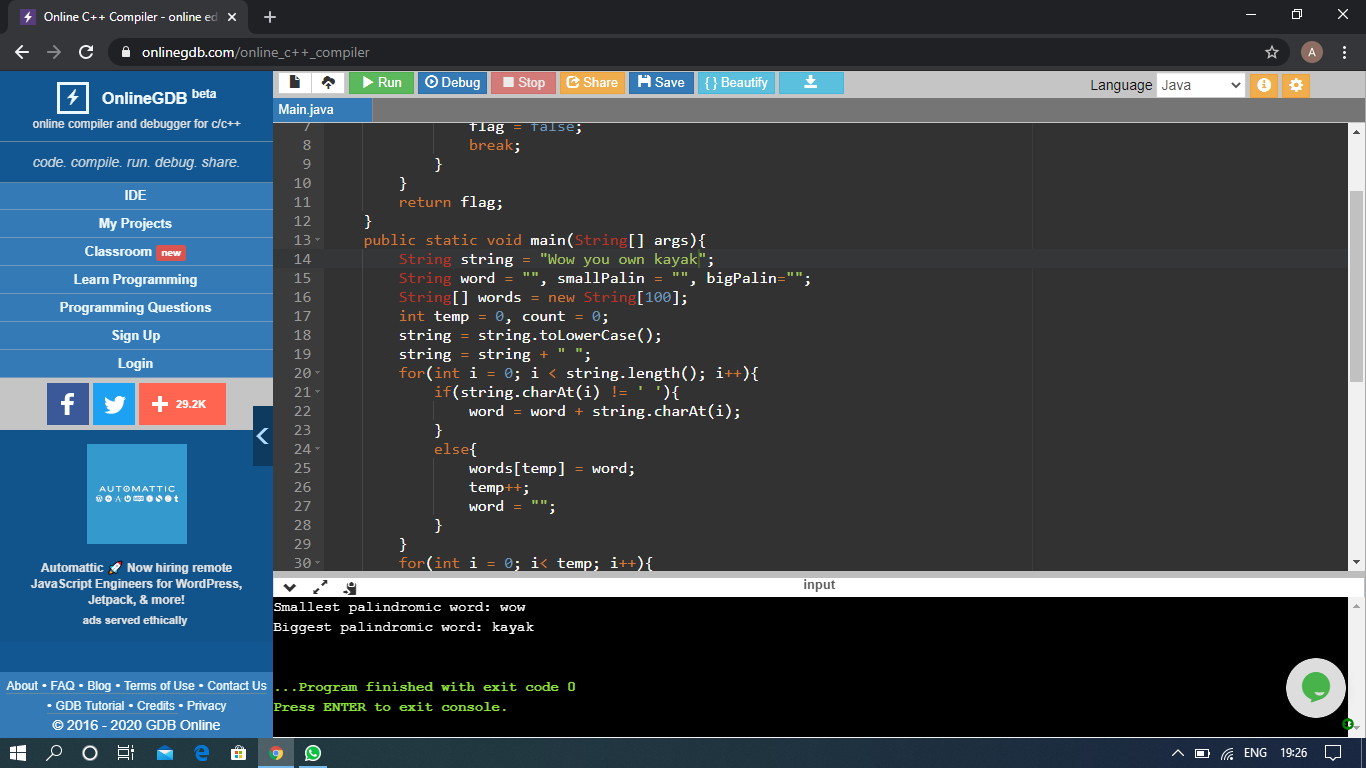 Online C++ Compiler - online ed
onlinegdb.com/online_c++_compiler
A
OnlineGDB beta
online compiler and debugger for c/c++
code. compile. run. debug. share.
IDE
My Projects
Classroom new
Learn Programming
Programming Questions
Sign Up
Login
f
+ 29.2K
AUTOMATTIC
Automattic 🚀 Now hiring remote
JavaScript Engineers for WordPress,
Jetpack, & more!
ads served ethically
About • FAQ • Blog • Terms of Use • Contact Us
• GDB Tutorial • Credits • Privacy
© 2016 - 2020 GDB Online
Run Debug Stop Share Save { } Beautify
Language Java
Main.java
7 flag = false;
8 break;
9 }
10 }
11 return flag;
12 }
13 public static void main(String[] args){
14 String string = "Wow you own kayak";
15 String word = "", smallPalin = "", bigPalin="";
16 String[] words = new String[100];
17 int temp = 0, count = 0;
18 string = string.toLowerCase();
19 string = string + " ";
20 for(int i = 0; i < string.length(); i++){
21 if(string.charAt(i) != ' '){
22 word = word + string.charAt(i);
23 }
24 else{
25 words[temp] = word;
26 temp++;
27 word = "";
28 }
29 }
30 for(int i = 0; i< temp; i++){
input
Smallest palindromic word: wow
Biggest palindromic word: kayak
...Program finished with exit code 0
Press ENTER to exit console.
ENG 19:26